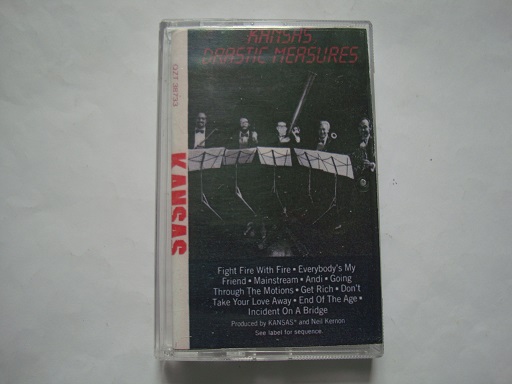 KANSAS
DRASTIC MEASURES
QZT 38733
KANSAS
Fight Fire With Fire • Everybody's My
Friend • Mainstream • Andi • Going
Through The Motions • Get Rich • Don't
Take Your Love Away • End Of The Age •
Incident On A Bridge
Produced by KANSAS* and Neil Kernon
See label for sequence.